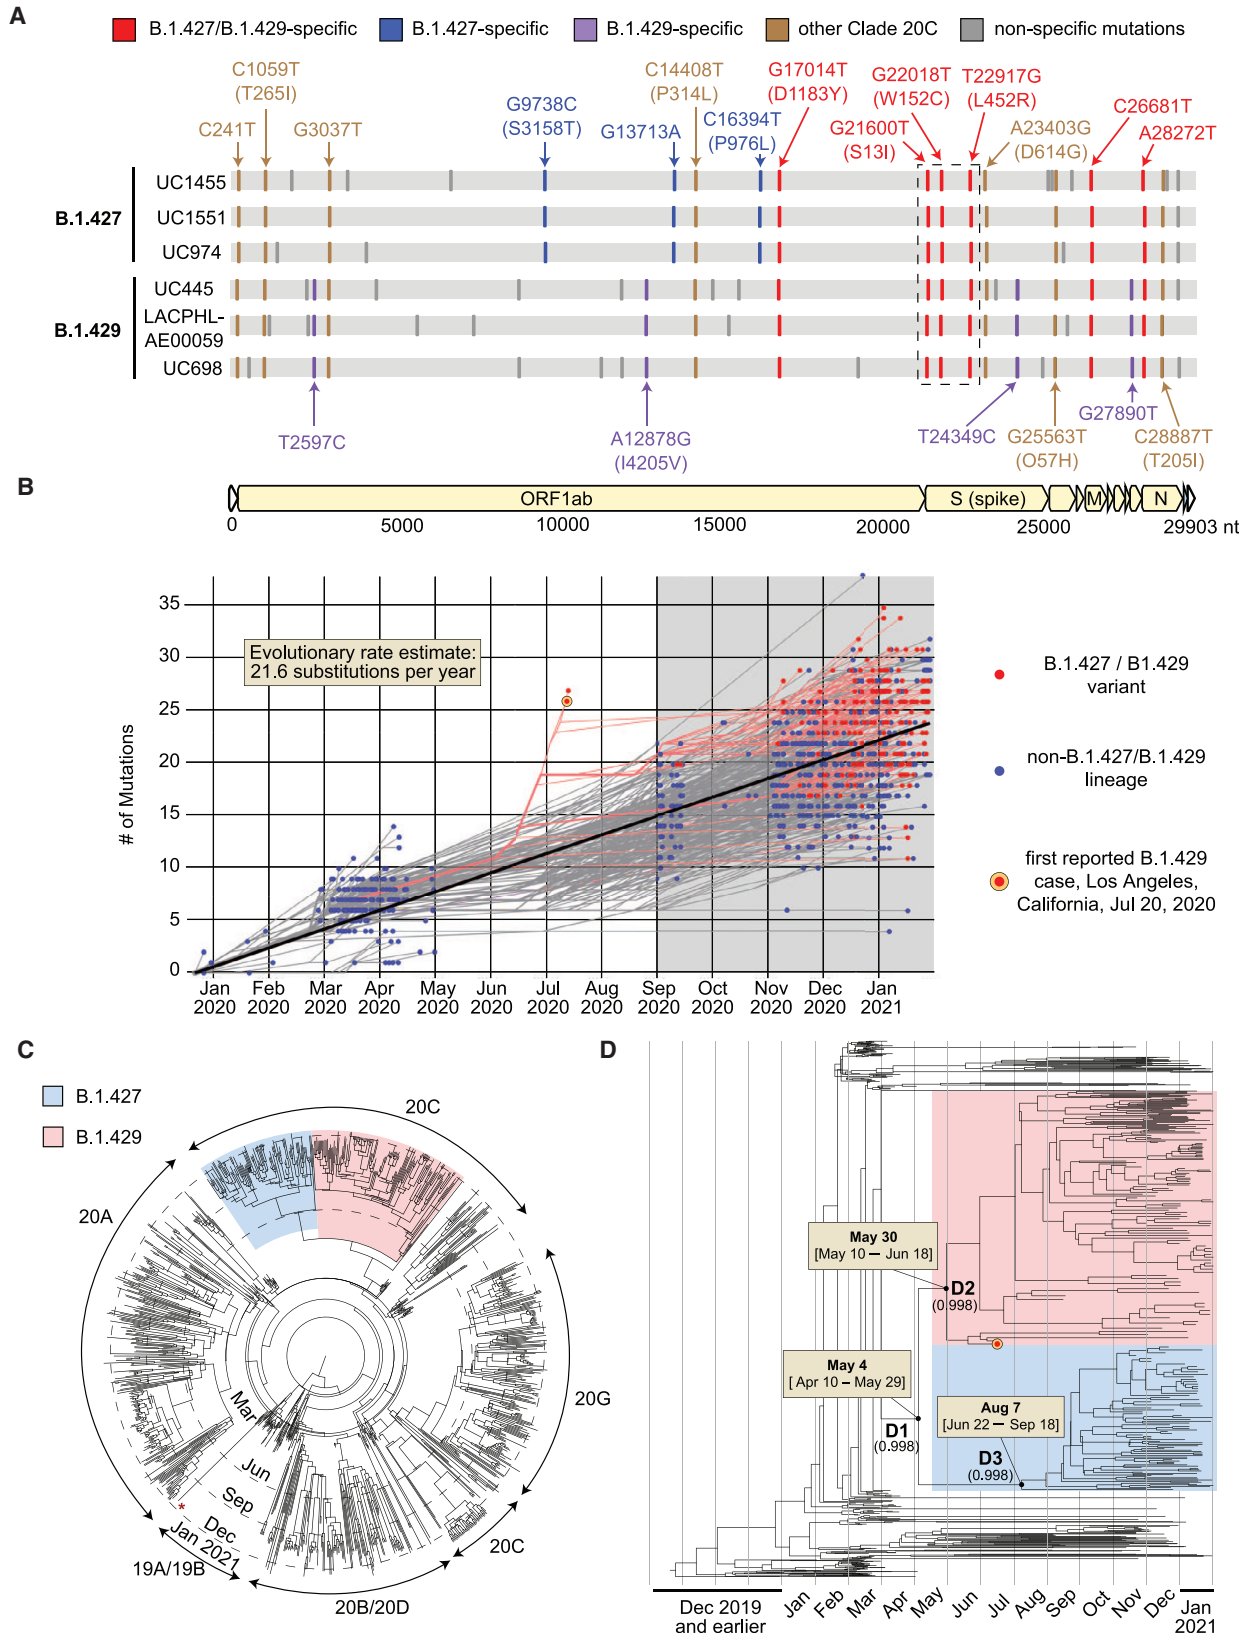 A
B.1.427/B.1.429-specific
B.1.427-specific
B.1.429-specific
other Clade 20C
non-specific mutations
C1059T
(T265I)
C241T
G3037T
G9738C
(S3158T)
G13713A
C14408T
(P314L)
C16394T
(P976L)
G17014T
(D1183Y)
G22018T
(W152C)
T22917G
(L452R)
G21600T
(S13I)
A23403G
(D614G)
C26681T
A28272T
B.1.427
UC1455
UC1551
UC974
B.1.429
UC445
LACPHL-
AE00059
UC698
T2597C
A12878G
(I4205V)
T24349C
G25563T
(O57H)
G27890T
C28887T
(T205I)
B
ORF1ab
S (spike)
M
N
0
5000
10000
15000
20000
25000
29903 nt
# of Mutations
35
30
25
20
15
10
5
0
Evolutionary rate estimate:
21.6 substitutions per year
Jan
2020
Feb
2020
Mar
2020
Apr
2020
May
2020
Jun
2020
Jul
2020
Aug
2020
Sep
2020
Oct
2020
Nov
2020
Dec
2020
Jan
2021
B.1.427 / B1.429
variant
non-B.1.427/B.1.429
lineage
first reported B.1.429
case, Los Angeles,
California, Jul 20, 2020
C
B.1.427
B.1.429
20C
20A
20G
20C
20B/20D
19A/19B
Mar
Jun
Sep
Dec
Jan 2021
*
D
May 30
[May 10 – Jun 18]
D2
(0.998)
May 4
[ Apr 10 – May 29]
D1
(0.998)
Aug 7
[Jun 22 – Sep 18]
D3
(0.998)
Dec 2019
and earlier
Jan
Feb
Mar
Apr
May
Jun
Jul
Aug
Sep
Oct
Nov
Dec
Jan
2021